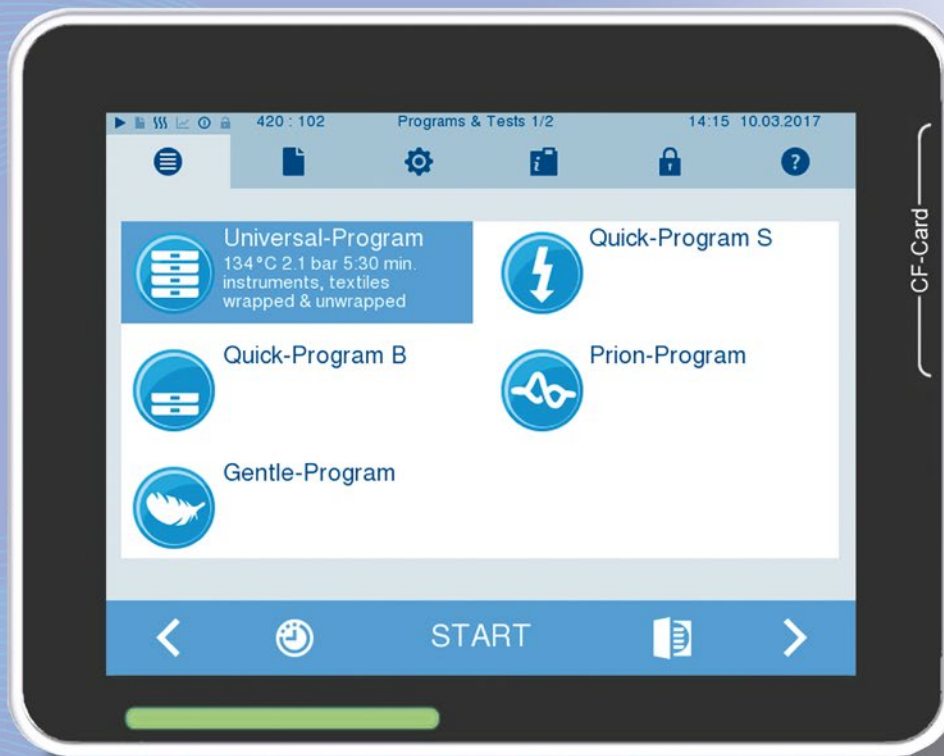 420 : 102
Programs & Tests 1/2
14:15 10.03.2017
Universal-Program
134°C 2.1 bar 5:30 min.
instruments, textiles
wrapped & unwrapped
Quick-Program S
Quick-Program B
Prion-Program
Gentle-Program
START
CF-Card